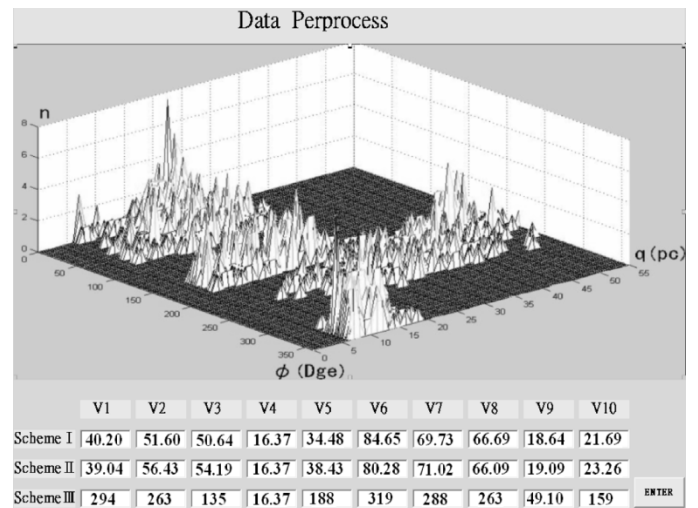 Data Perprocess
n
8
6
4
2
0
0
50
100
150
200
250
300
350
0
5
10
15
20
25
30
35
40
45
50
55
q (pc)
ϕ (Dge)
V1 V2 V3 V4 V5 V6 V7 V8 V9 V10
Scheme I 40.20 51.60 50.64 16.37 34.48 84.65 69.73 66.69 18.64 21.69
Scheme II 39.04 56.43 54.19 16.37 38.43 80.28 71.02 66.09 19.09 23.26
Scheme III 294 263 135 16.37 188 319 288 263 49.10 159
ENTER